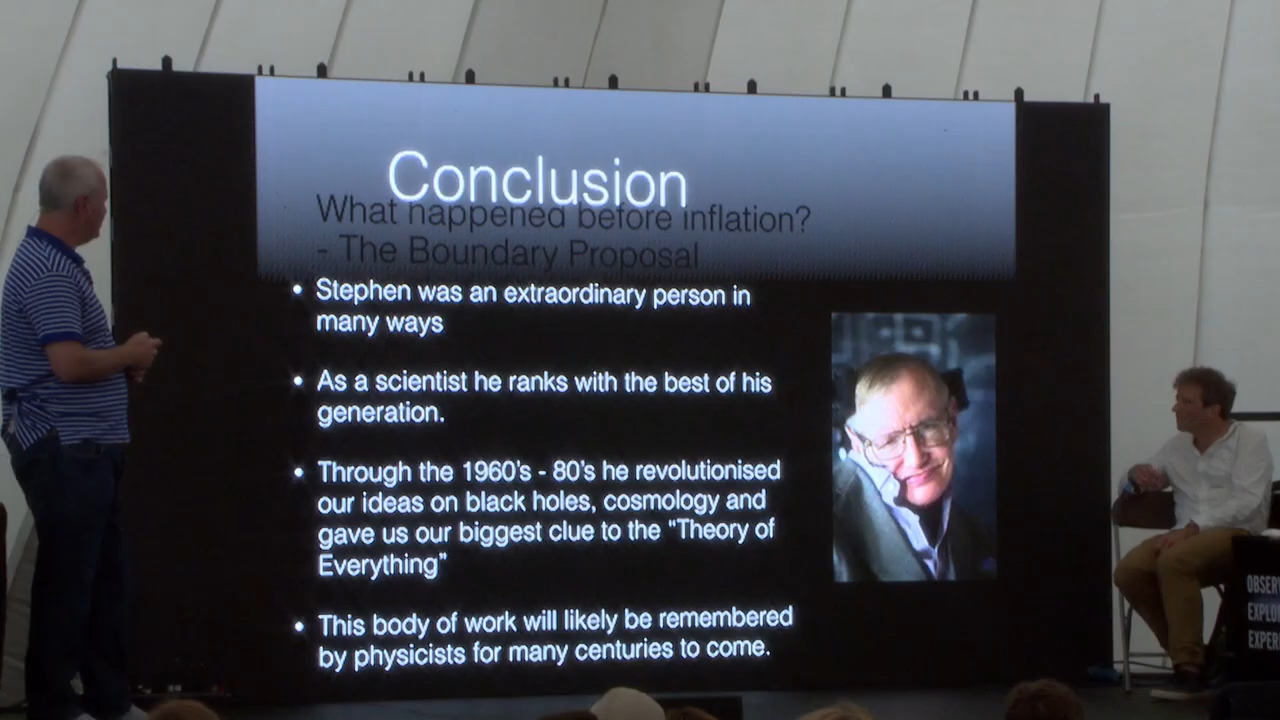 Conclusion
What happened before inflation?
- The Boundary Proposal
• Stephen was an extraordinary person in
many ways
• As a scientist he ranks with the best of his
generation.
• Through the 1960's - 80's he revolutionised
our ideas on black holes, cosmology and
gave us our biggest clue to the "Theory of
Everything"
• This body of work will likely be remembered
by physicists for many centuries to come.